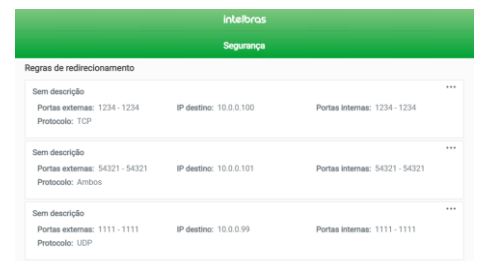 intelbras
Segurança
Regras de redirecionamento
Sem descrição
Portas externas: 1234 - 1234 IP destino: 10.0.0.100 Portas internas: 1234 - 1234
Protocolo: TCP
Sem descrição
Portas externas: 54321 - 54321 IP destino: 10.0.0.101 Portas internas: 54321 - 54321
Protocolo: Ambos
Sem descrição
Portas externas: 1111 - 1111 IP destino: 10.0.0.99 Portas internas: 1111 - 1111
Protocolo: UDP